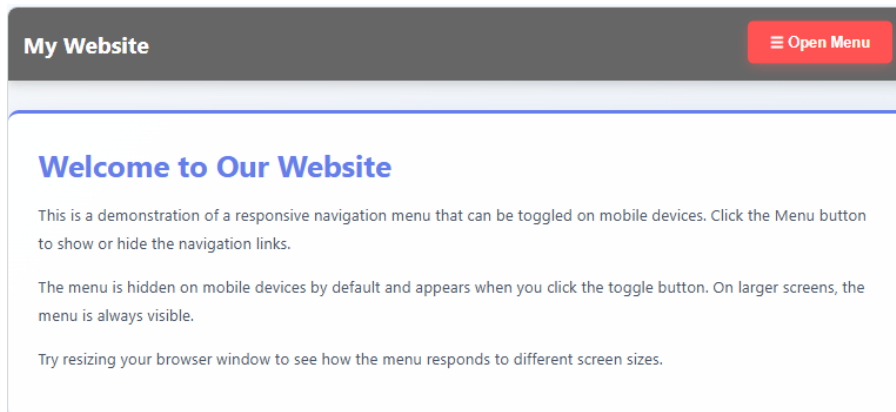 My Website
☰ Open Menu
Welcome to Our Website
This is a demonstration of a responsive navigation menu that can be toggled on mobile devices. Click the Menu button
to show or hide the navigation links.
The menu is hidden on mobile devices by default and appears when you click the toggle button. On larger screens, the
menu is always visible.
Try resizing your browser window to see how the menu responds to different screen sizes.